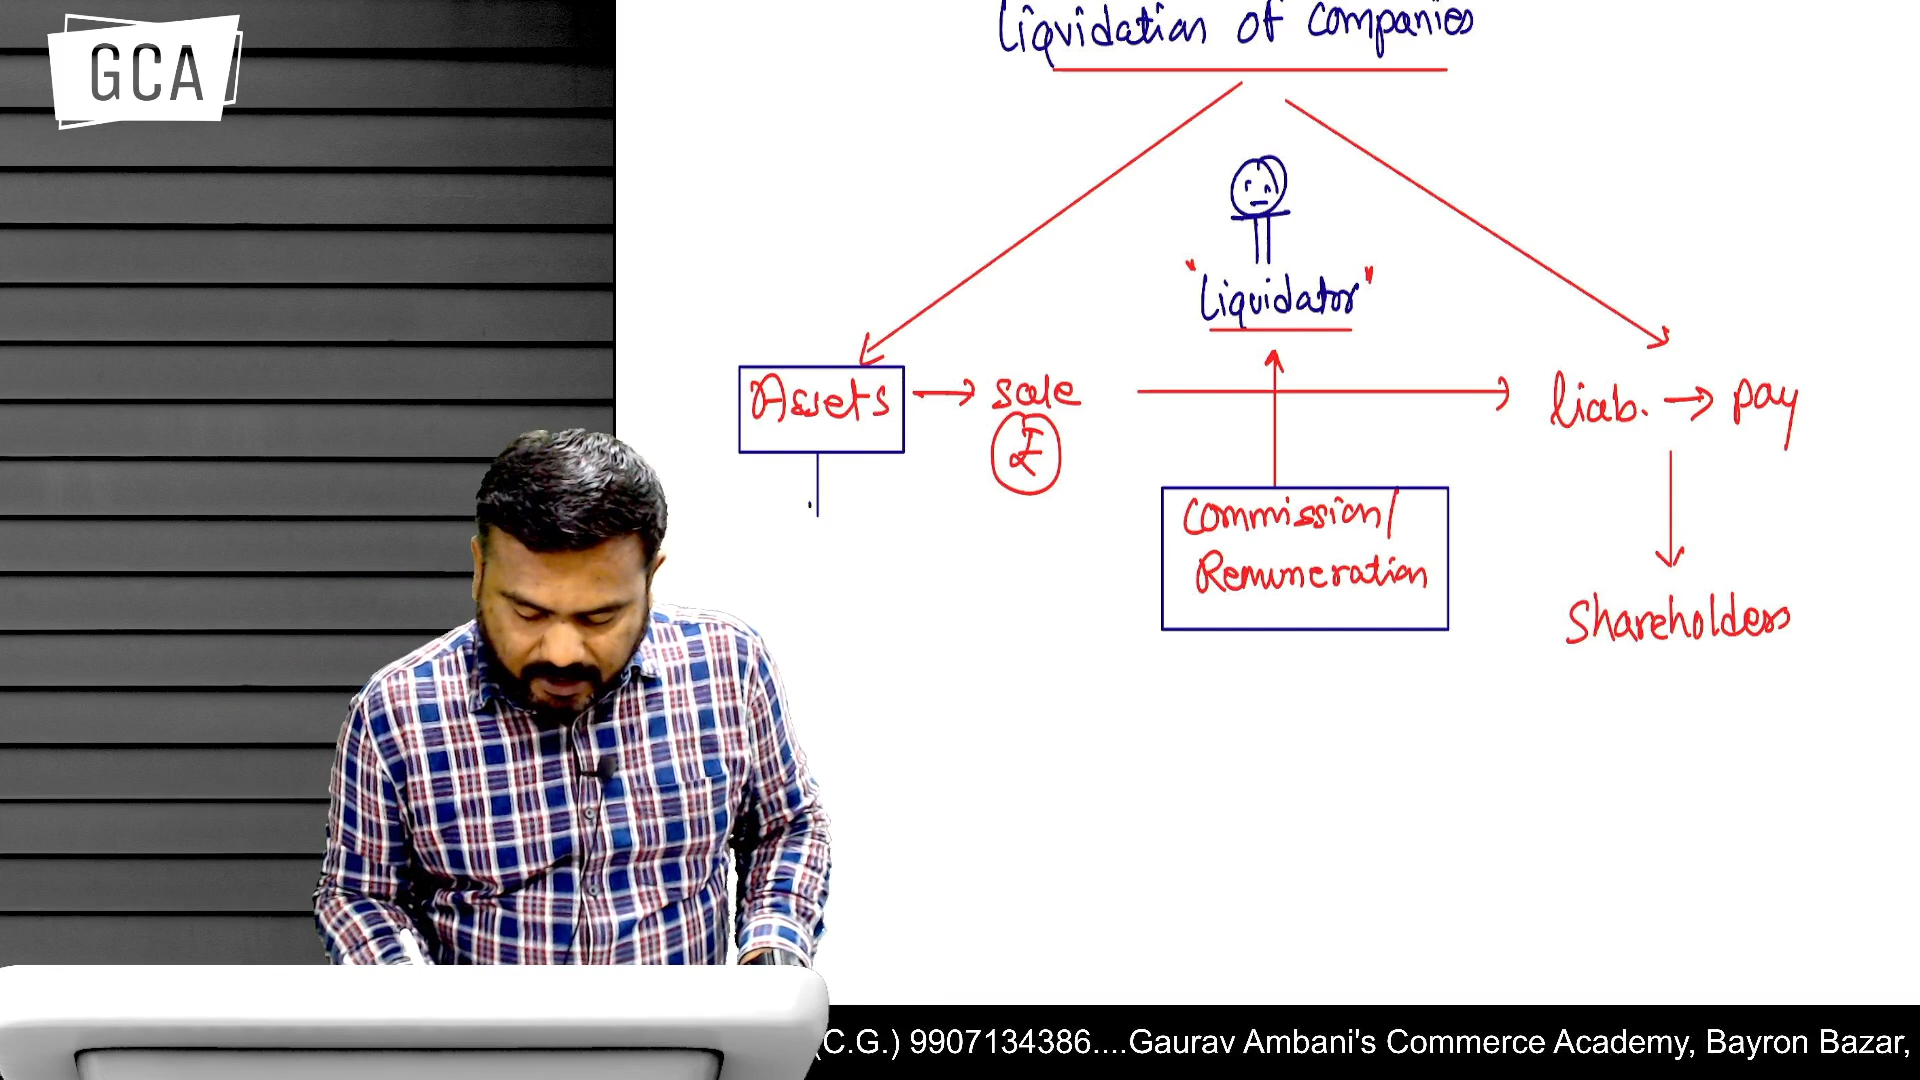 GCA
Liquidation of Companies
"Liquidator"
Assets → sale → liab. → pay
Commission/
Remuneration
Shareholders
(C.G.) 9907134386....Gaurav Ambani's Commerce Academy, Bayron Bazar,